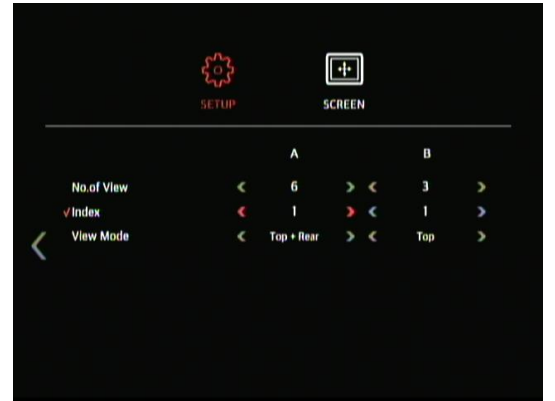 SETUP SCREEN
A B
No.of View < 6 > < 3 >
✓Index < 1 > < 1 >
View Mode < Top + Rear > < Top >
<